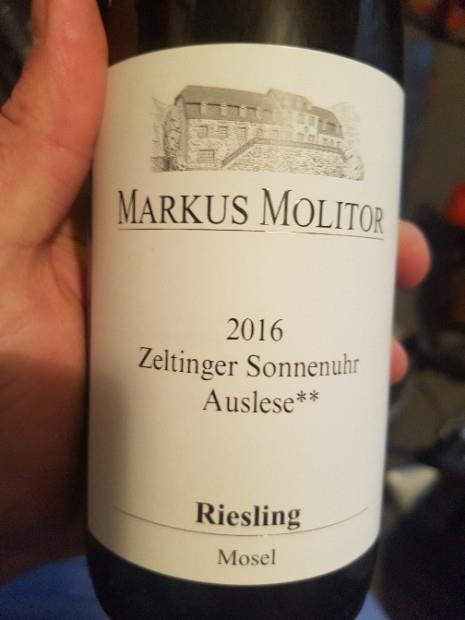 MARKUS MOLITOR
2016
Zeltinger Sonnenuhr
Auslese**
Riesling
Mosel